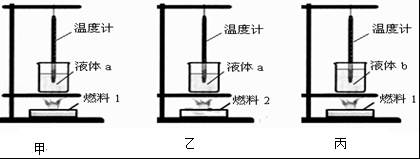 温度计
液体 a
燃料 1
甲
温度计
液体 a
燃料 2
乙
温度计
液体 b
燃料 1
丙